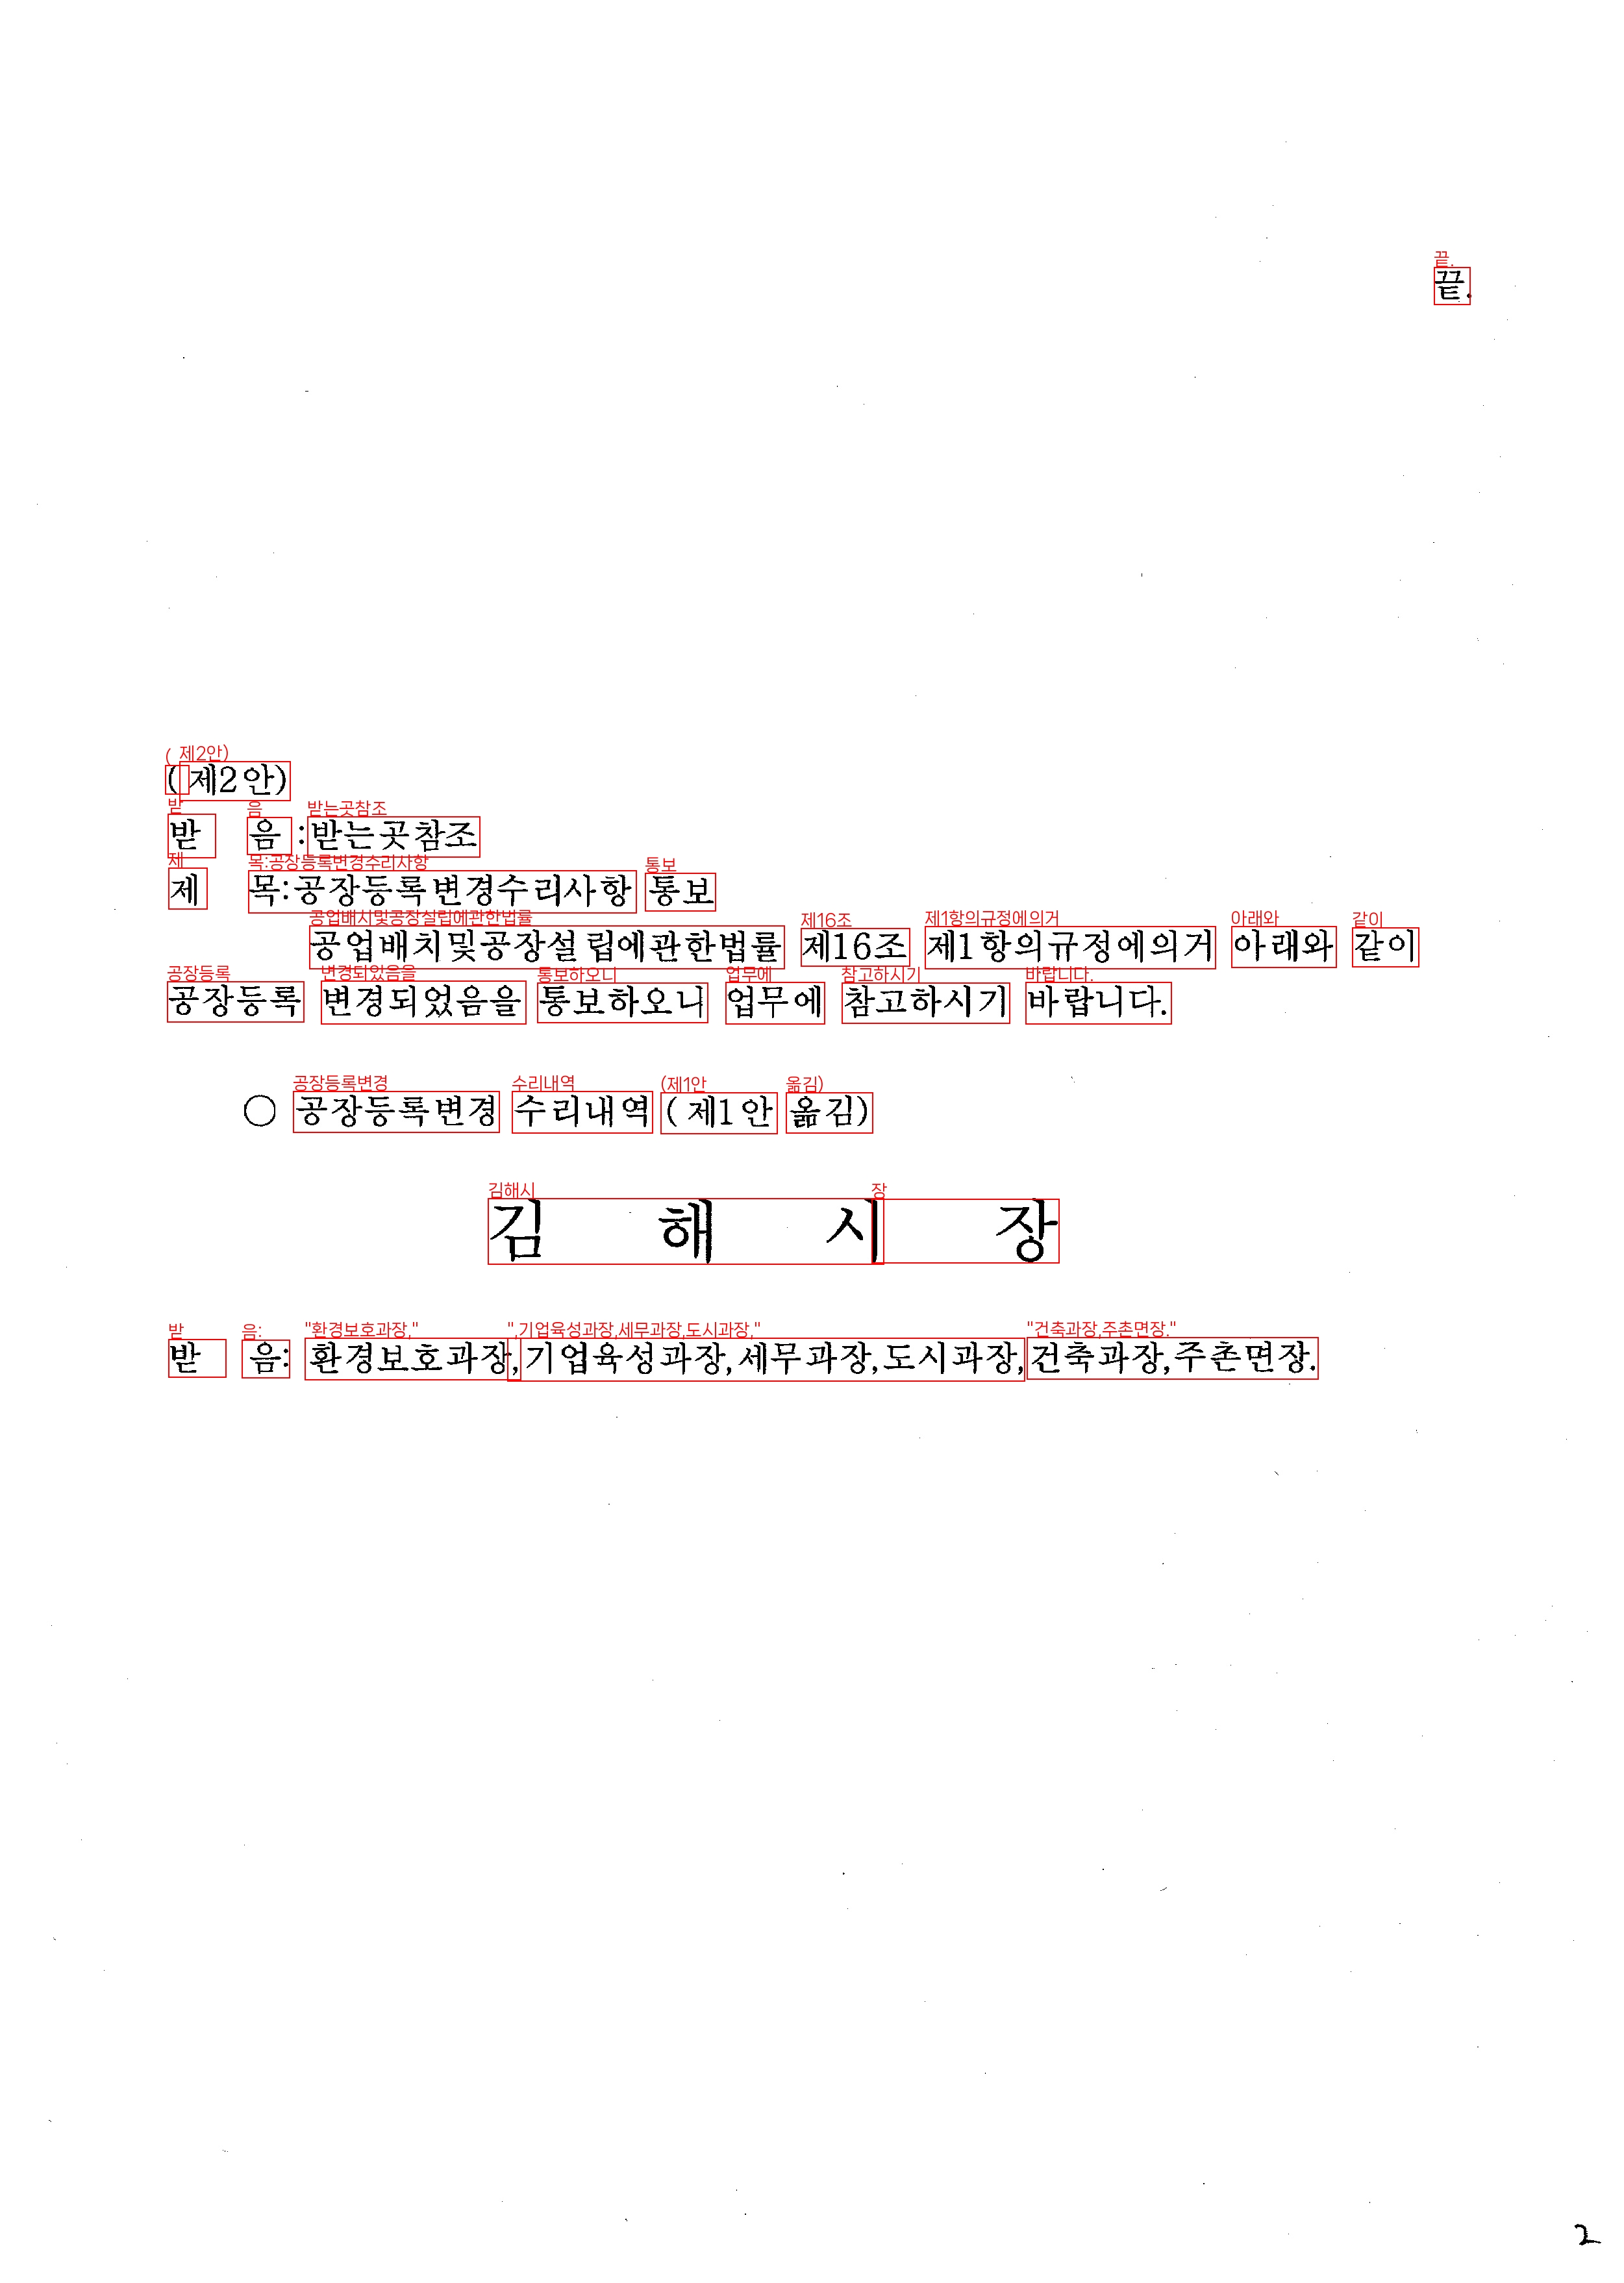 끝.
(제2안)
받 음 :받는곳참조
제 목:공장등록변경수리사항 통보
공업배치및공장설립에관한법률 제16조 제1항의규정에의거 아래와 같이
공장등록 변경되었음을 통보하오니 업무에 참고하시기 바랍니다.
○ 공장등록변경 수리내역 (제1안 옮김)
김 해 시 장
받 음: 환경보호과장,기업육성과장,세무과장,도시과장,건축과장,주촌면장.
2